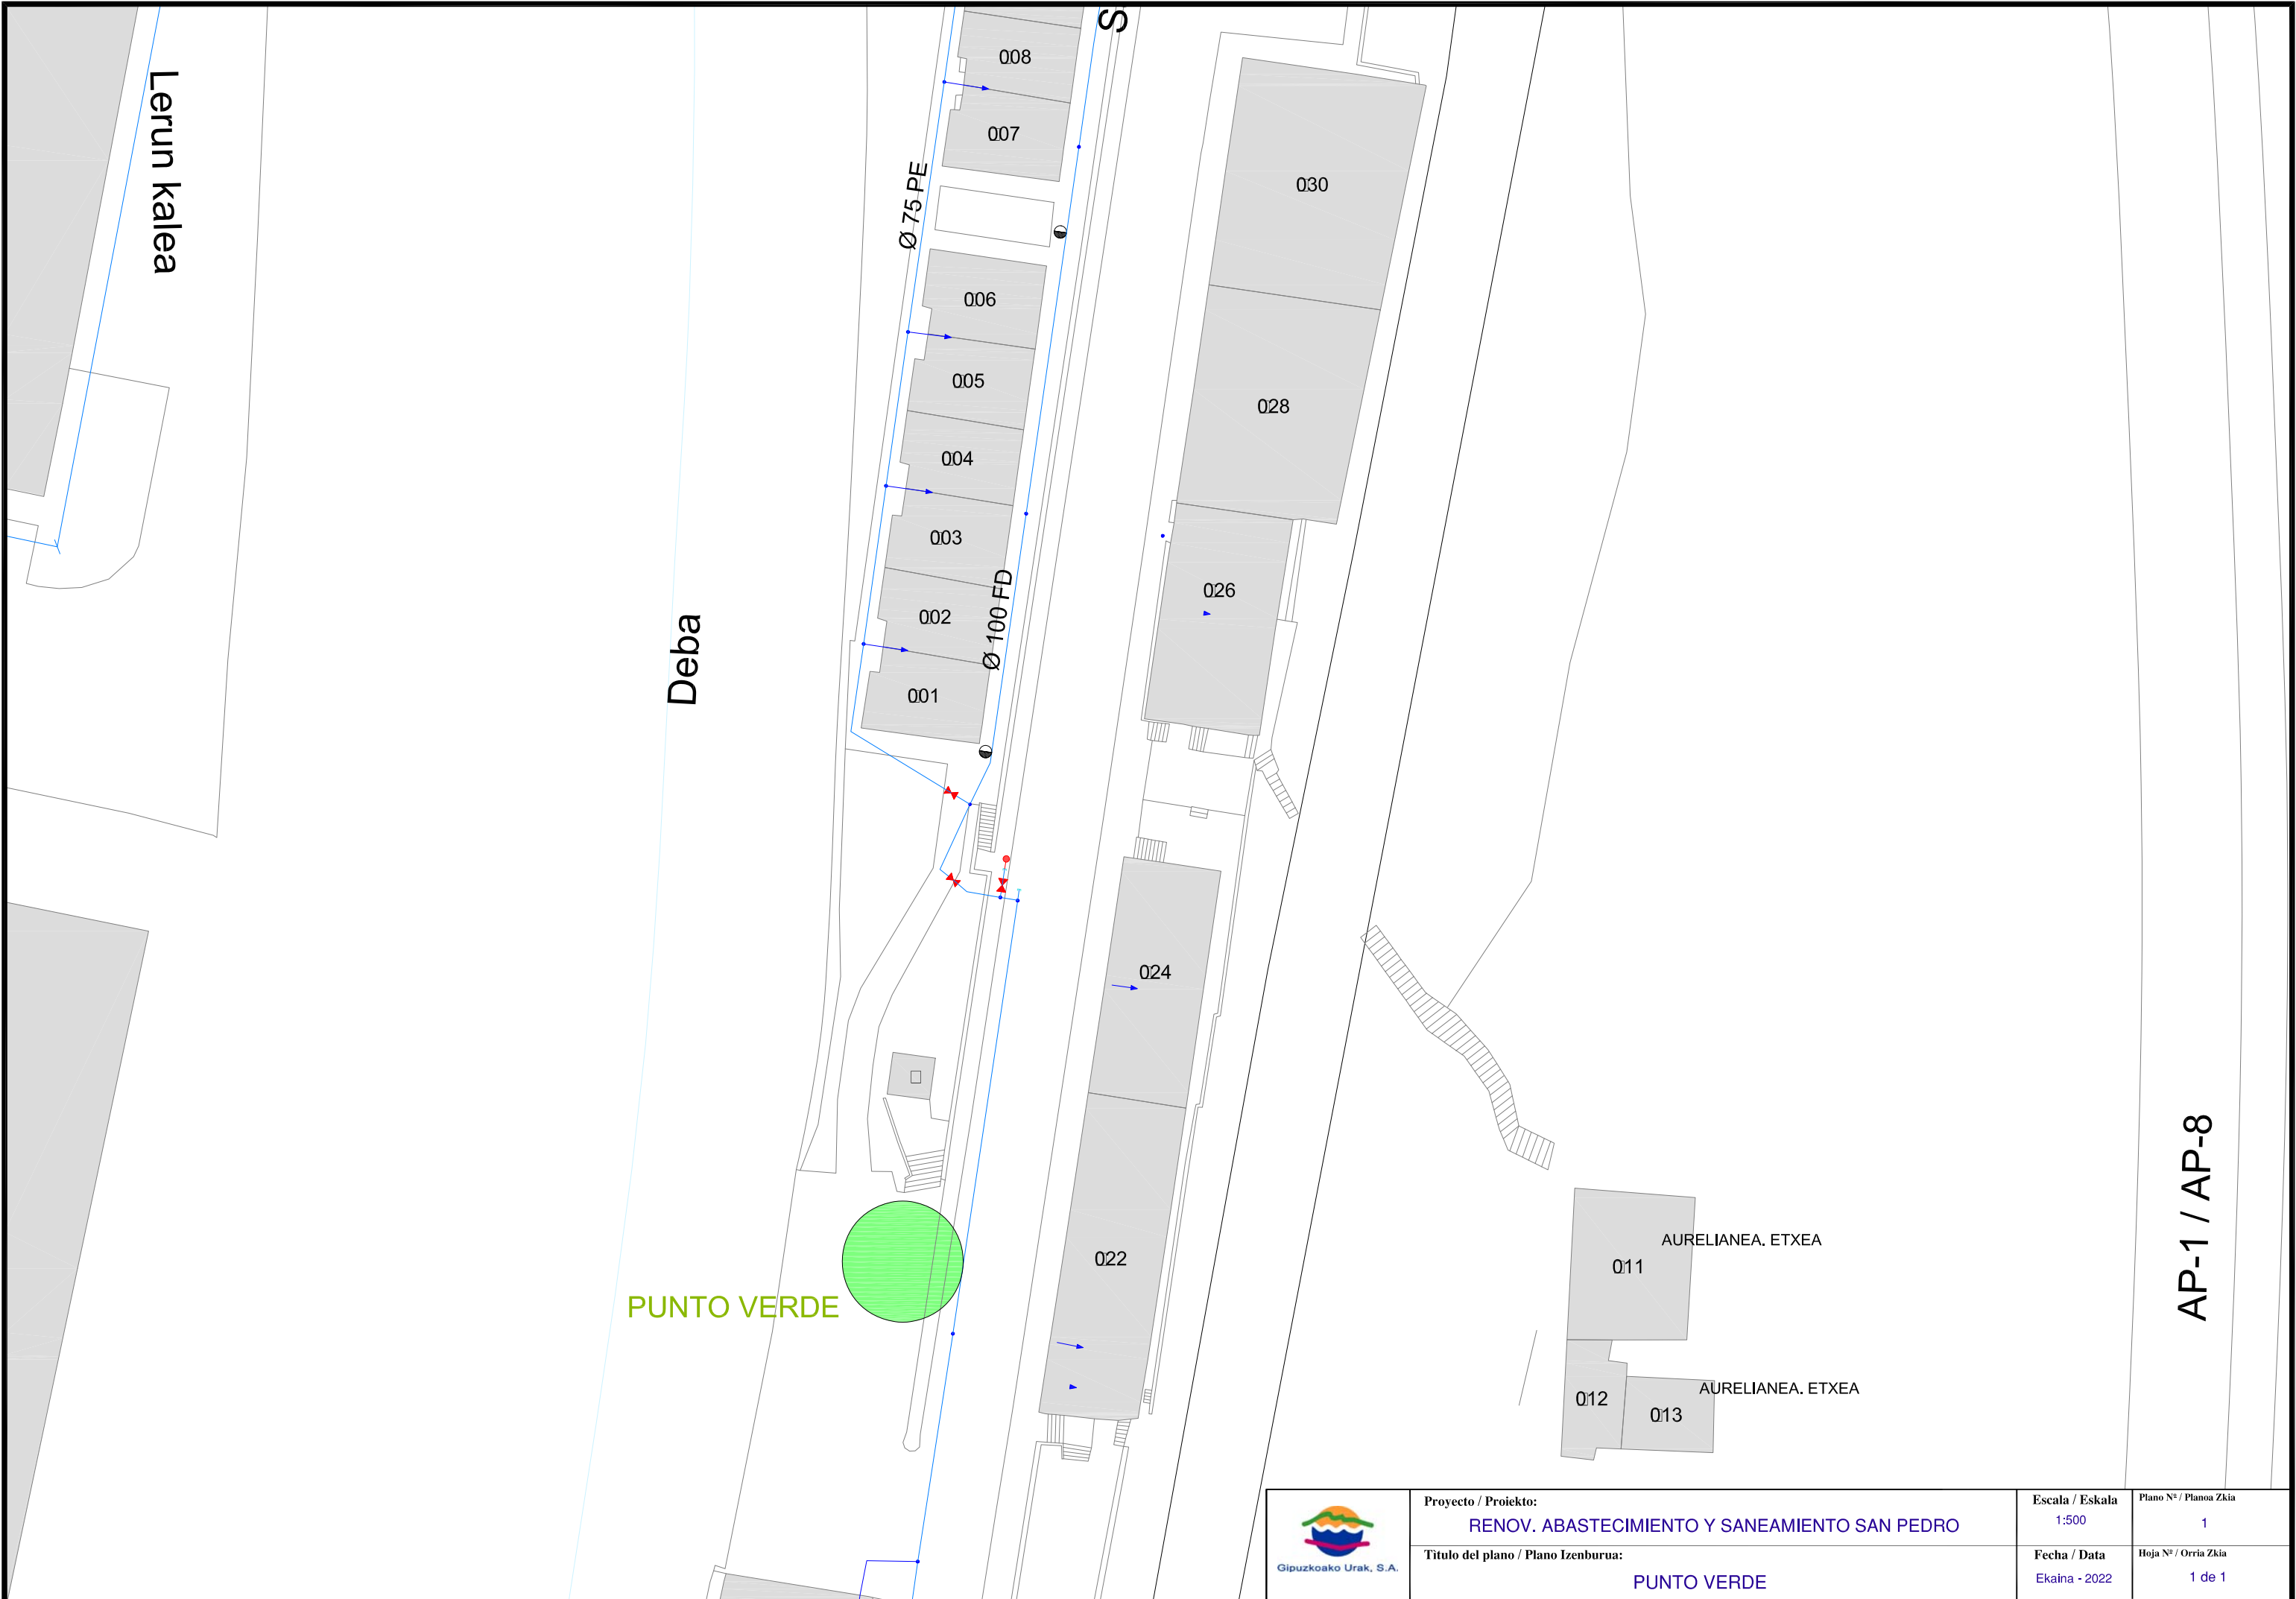 S
Lerun kalea
008
007
Ø 75 PE
030
006
005
028
004
003
026
002
Ø 100 FD
001
Deba
024
022
PUNTO VERDE
AURELIANEA. ETXEA
011
AURELIANEA. ETXEA
012
013
AP-1 / AP-8
Gipuzkoako Urak, S.A.
Proyecto / Proiekto:
RENOV. ABASTECIMIENTO Y SANEAMIENTO SAN PEDRO
Título del plano / Plano Izenburua:
PUNTO VERDE
Escala / Eskala
1:500
Plano Nº / Planoa Zkia
1
Fecha / Data
Ekaina - 2022
Hoja Nº / Orria Zkia
1 de 1